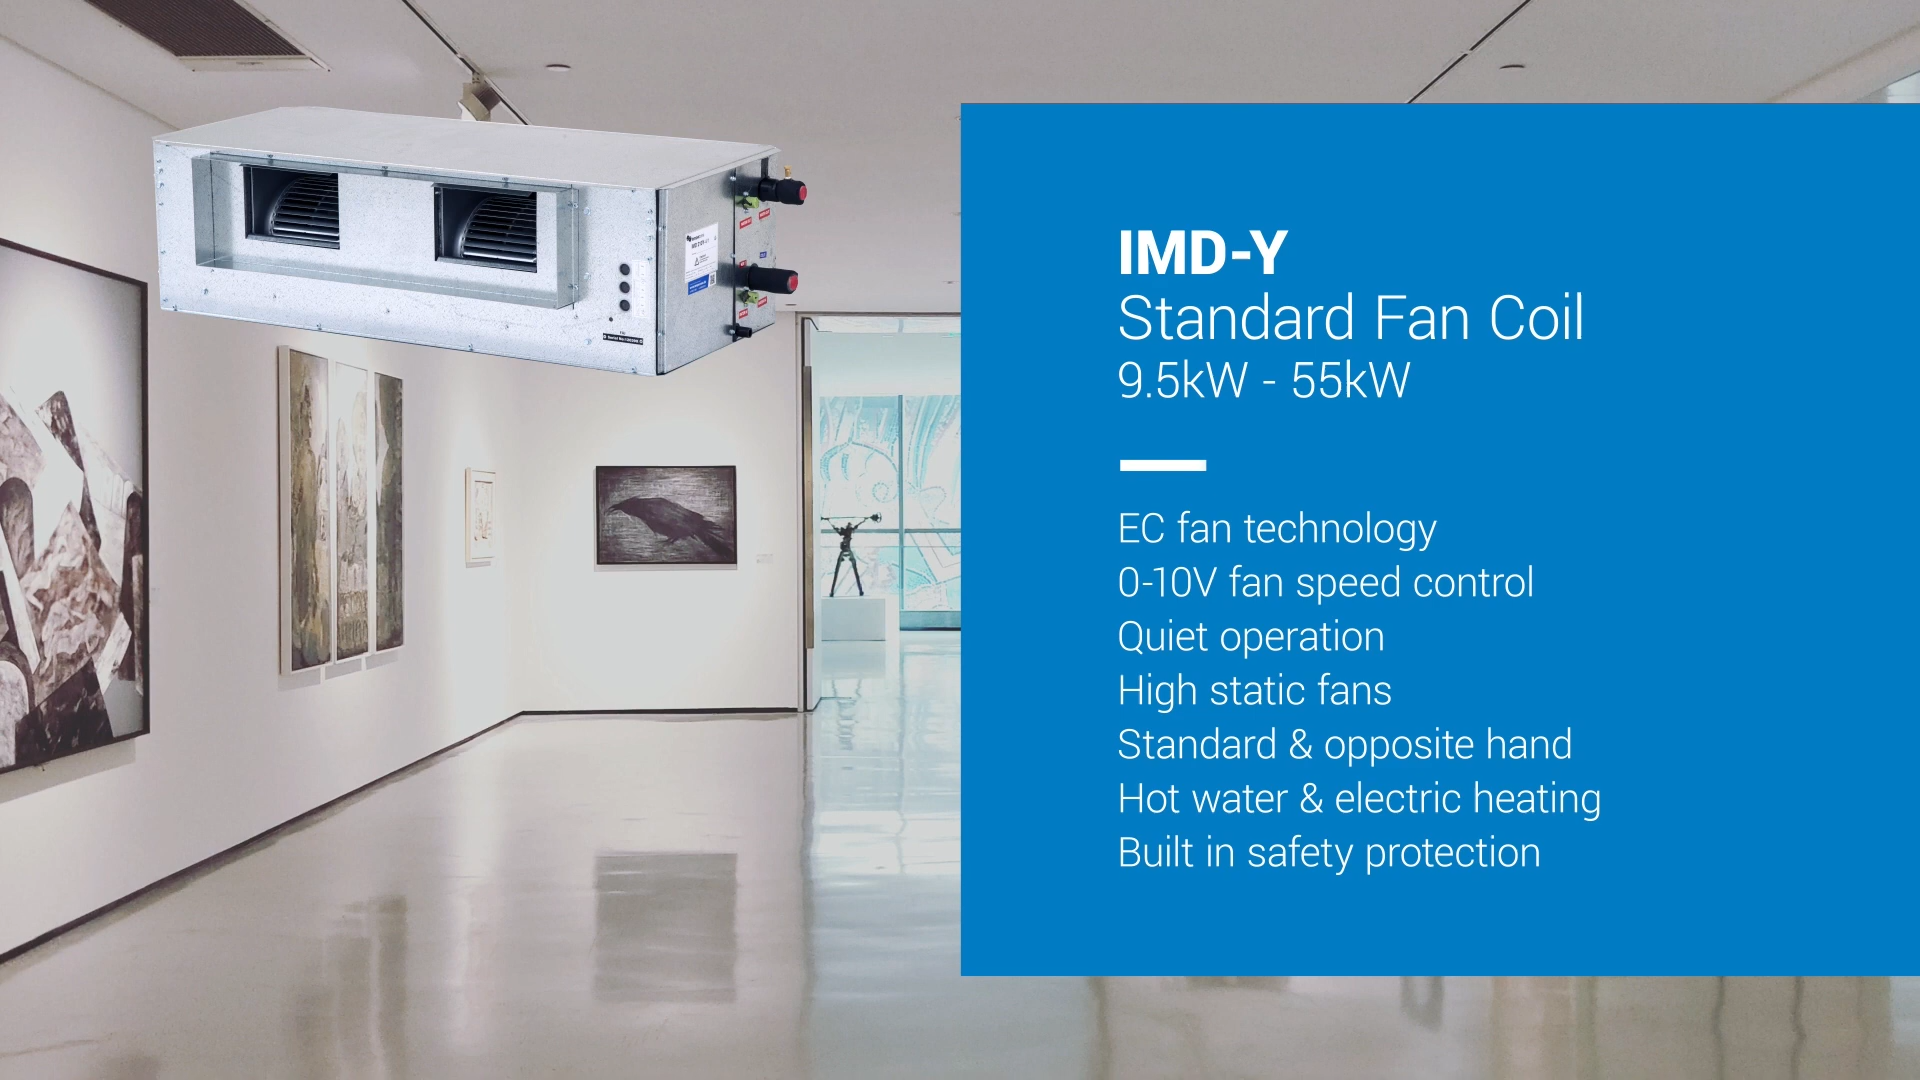 IMD-Y
Standard Fan Coil
9.5kW - 55kW
EC fan technology
0-10V fan speed control
Quiet operation
High static fans
Standard & opposite hand
Hot water & electric heating
Built in safety protection